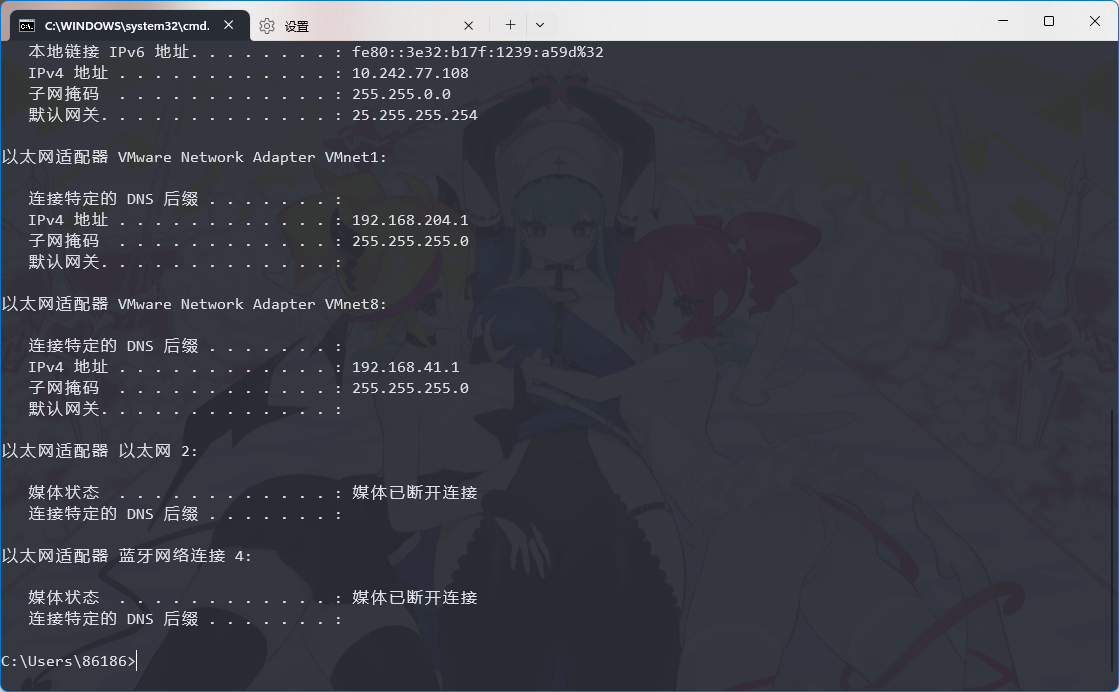 C:\WINDOWS\system32\cmd.
设置
本地链接 IPv6 地址. . . . . . . . : fe80::3e32:b17f:1239:a59d%32
IPv4 地址 . . . . . . . . . . . . : 10.242.77.108
子网掩码  . . . . . . . . . . . . : 255.255.0.0
默认网关. . . . . . . . . . . . . : 25.255.255.254
以太网适配器 VMware Network Adapter VMnet1:
连接特定的 DNS 后缀 . . . . . . . :
IPv4 地址 . . . . . . . . . . . . : 192.168.204.1
子网掩码  . . . . . . . . . . . . : 255.255.255.0
默认网关. . . . . . . . . . . . . :
以太网适配器 VMware Network Adapter VMnet8:
连接特定的 DNS 后缀 . . . . . . . :
IPv4 地址 . . . . . . . . . . . . : 192.168.41.1
子网掩码  . . . . . . . . . . . . : 255.255.255.0
默认网关. . . . . . . . . . . . . :
以太网适配器 以太网 2:
媒体状态  . . . . . . . . . . . . : 媒体已断开连接
连接特定的 DNS 后缀 . . . . . . . :
以太网适配器 蓝牙网络连接 4:
媒体状态  . . . . . . . . . . . . : 媒体已断开连接
连接特定的 DNS 后缀 . . . . . . . :
C:\Users\86186>